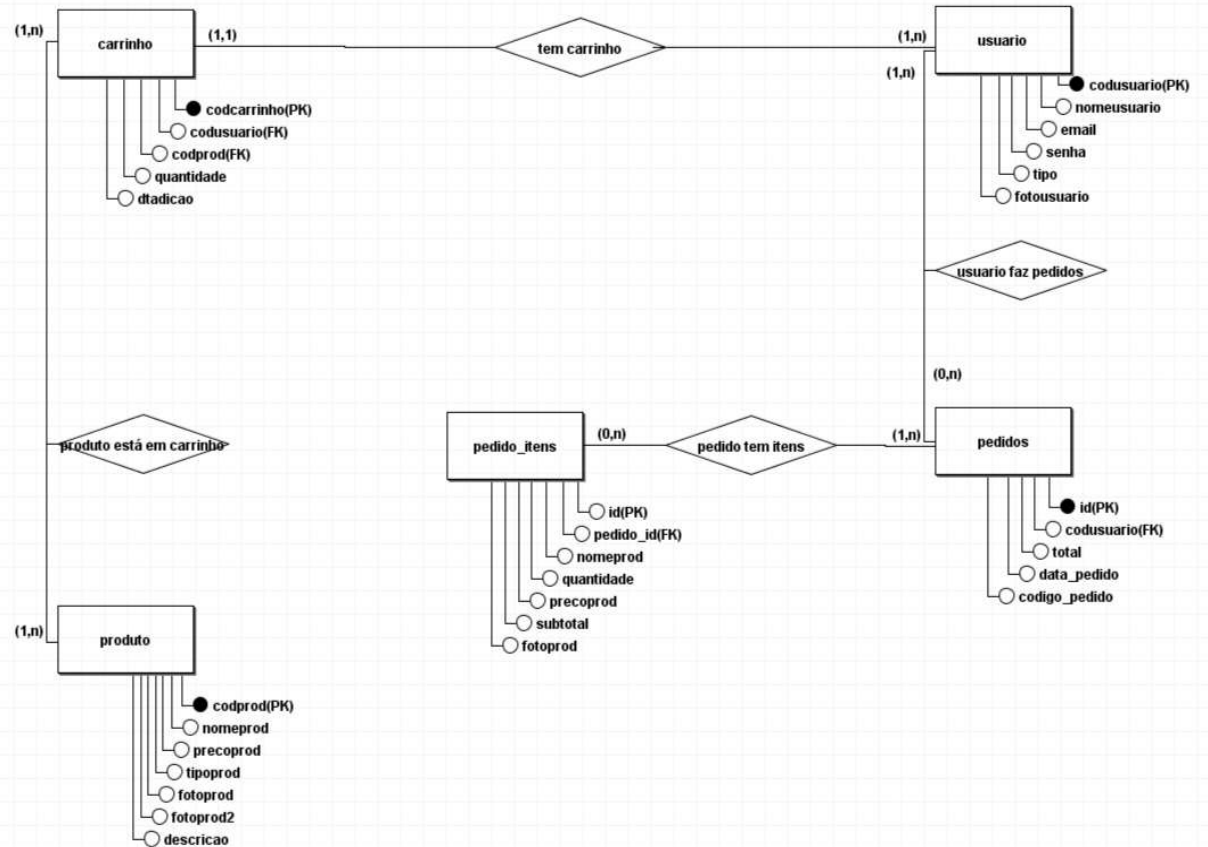 (1,n)
carrinho
(1,1)
tem carrinho
(1,n)
usuario
(1,n)
codcarrinho(PK)
codusuario(FK)
codprod(FK)
quantidade
dtadicao
codusuario(PK)
nomeusuario
email
senha
tipo
fotousuario
usuario faz pedidos
(0,n)
produto está em carrinho
pedido_itens
(0,n)
pedido tem itens
(1,n)
pedidos
id(PK)
pedido_id(FK)
nomeprod
quantidade
precoprod
subtotal
fotoprod
id(PK)
codusuario(FK)
total
data_pedido
codigo_pedido
(1,n)
produto
codprod(PK)
nomeprod
precoprod
tipoprod
fotoprod
fotoprod2
descricao